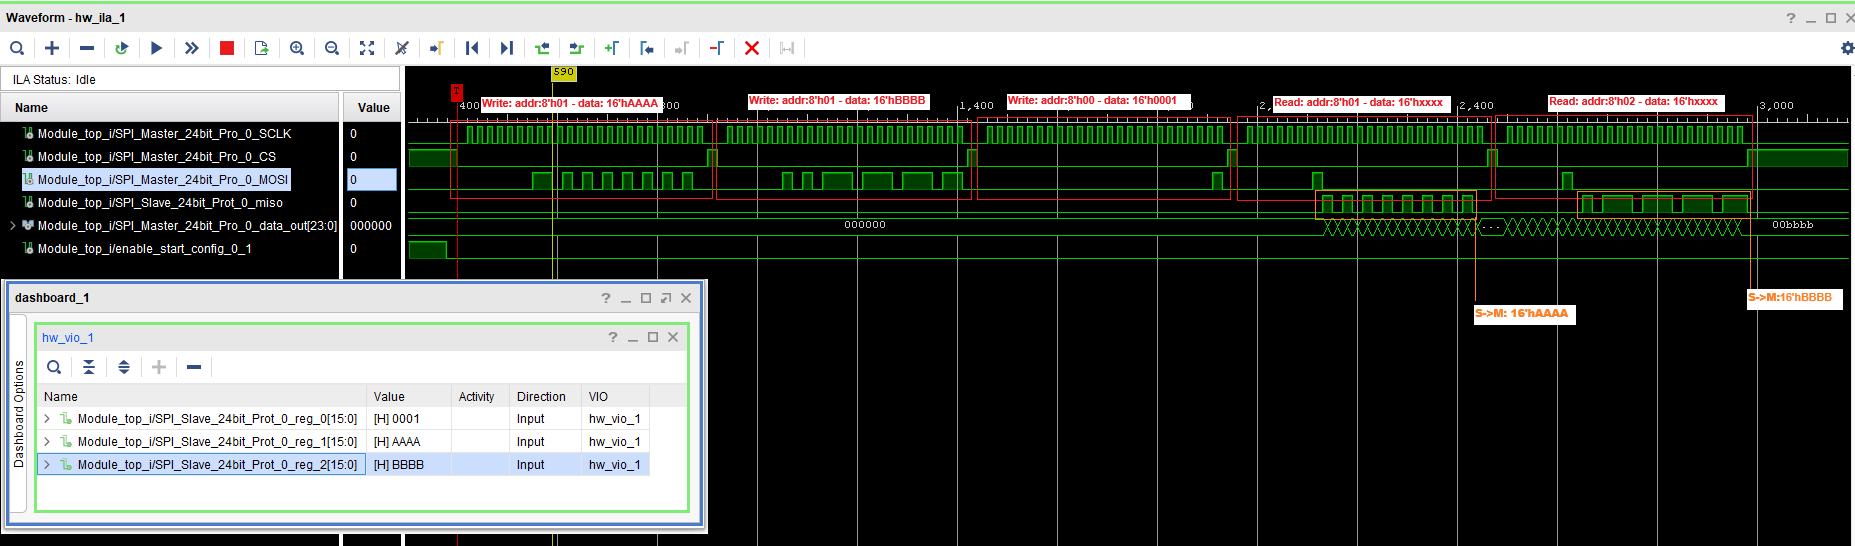 Waveform - hw_ila_1
ILA Status: Idle
Name Value
Module_top_i/SPI_Master_24bit_Pro_0_SCLK 0
Module_top_i/SPI_Master_24bit_Pro_0_CS 0
Module_top_i/SPI_Master_24bit_Pro_0_MOSI 0
Module_top_i/SPI_Slave_24bit_Prot_0_miso 0
Module_top_i/SPI_Master_24bit_Pro_0_data_out[23:0] 000000
Module_top_i/enable_start_config_0_1 0
590
T
400 Write: addr:8'h01 - data: 16'hAAAA 800 Write: addr:8'h01 - data: 16'hBBBB 1,400 Write: addr:8'h00 - data: 16'h0001 Read: addr:8'h01 - data: 16'hxxxx 2,400 Read: addr:8'h02 - data: 16'hxxxx 3,000
000000 ... 00bbbb
S->M: 16'hAAAA
S->M:16'hBBBB
dashboard_1
Dashboard Options
hw_vio_1
Name Value Activity Direction VIO
Module_top_i/SPI_Slave_24bit_Prot_0_reg_0[15:0] [H] 0001 Input hw_vio_1
Module_top_i/SPI_Slave_24bit_Prot_0_reg_1[15:0] [H] AAAA Input hw_vio_1
Module_top_i/SPI_Slave_24bit_Prot_0_reg_2[15:0] [H] BBBB Input hw_vio_1